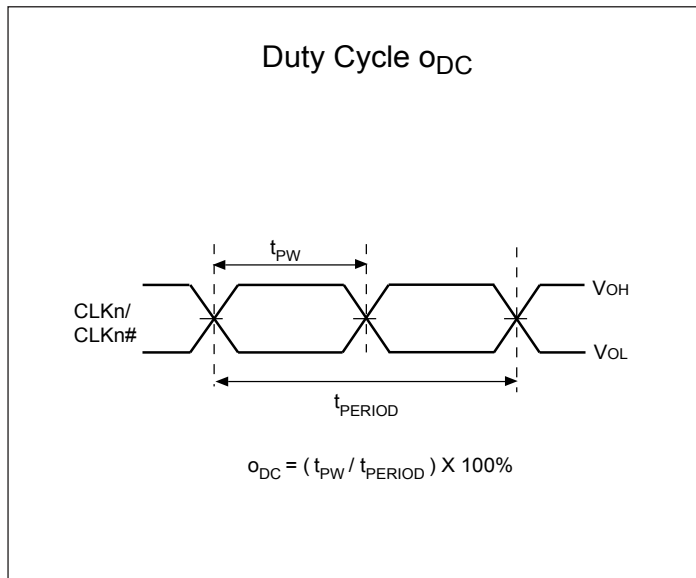 Duty Cycle oDC
tPW
CLKn/
CLKn#
VOH
VOL
tPERIOD
oDC = ( tPW / tPERIOD ) X 100%